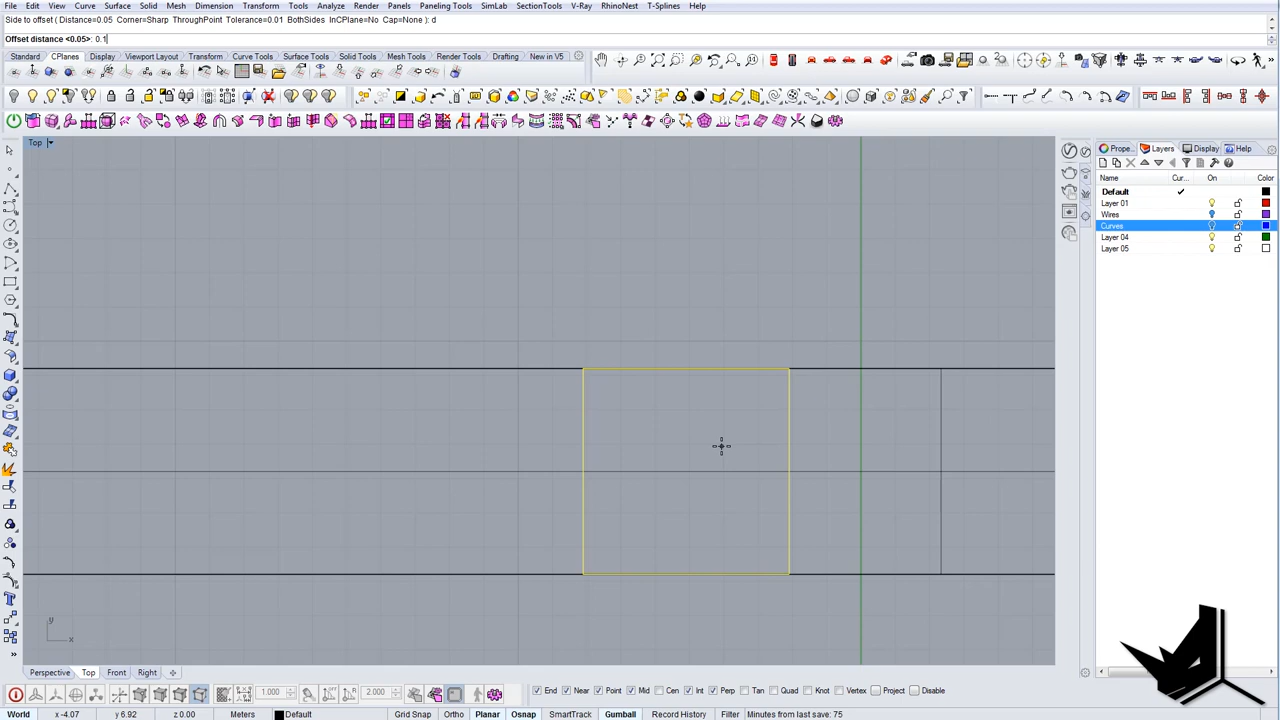 Side to offset ( Distance=0.05 Corner=Sharp ThroughPoint Tolerance=0.01 BothSides InCPlane=No Cap=None ): d
Offset distance <0.05>: 0.1
File Edit View Curve Surface Solid Mesh Dimension Transform Tools Analyze Render Panels Paneling Tools SimLab SectionTools V-Ray RhinoNest T-Splines Help
Standard CPlanes Display Viewport Layout Transform Curve Tools Surface Tools Solid Tools Mesh Tools Render Tools Drafting New in V5
Top
Prope... Layers Display Help
Name Cur... On Color
Default
Layer 01
Wires
Curves
Layer 04
Layer 05
y
x
Perspective Top Front Right
1.000 2.000 End Near Point Mid Cen Int Perp Tan Quad Knot Vertex Project Disable
World x -4.07 y 6.92 z 0.00 Meters Default Grid Snap Ortho Planar Osnap SmartTrack Gumball Record History Filter Minutes from last save: 75